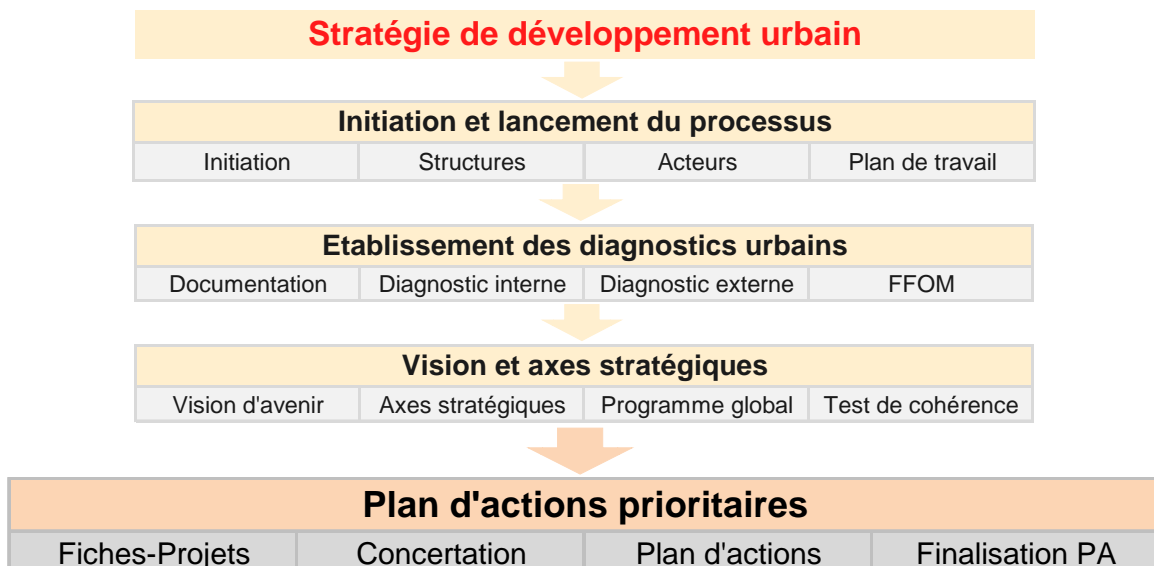 Stratégie de développement urbain
Initiation et lancement du processus
Initiation Structures Acteurs Plan de travail
Etablissement des diagnostics urbains
Documentation Diagnostic interne Diagnostic externe FFOM
Vision et axes stratégiques
Vision d'avenir Axes stratégiques Programme global Test de cohérence
Plan d'actions prioritaires
Fiches-Projets Concertation Plan d'actions Finalisation PA